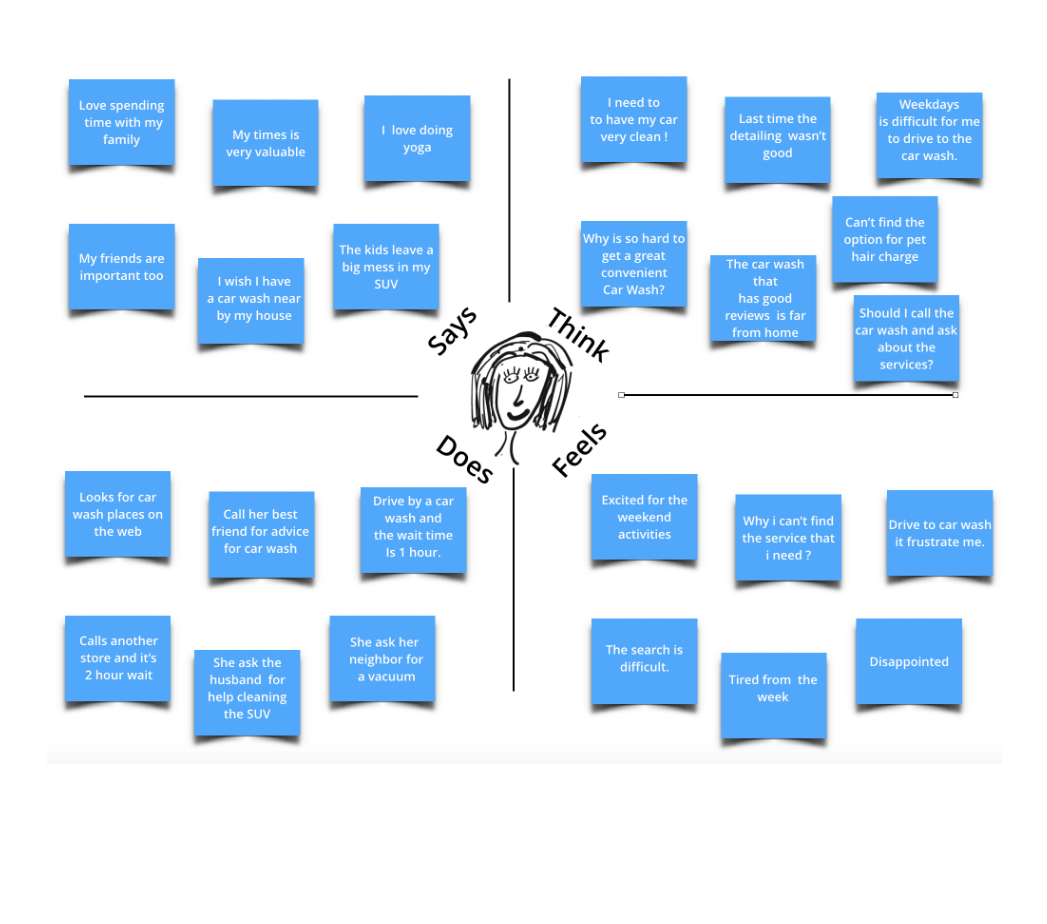 Love spending
time with my
family
My times is
very valuable
I love doing
yoga
My friends are
important too
I wish I have
a car wash near
by my house
The kids leave a
big mess in my
SUV
Says
I need to
to have my car
very clean !
Last time the
detailing wasn't
good
Weekdays
is difficult for me
to drive to the
car wash.
Why is so hard to
get a great
convenient
Car Wash?
The car wash
that
has good
reviews is far
from home
Can't find the
option for pet
hair charge
Should I call the
car wash and ask
about the
services?
Think
Does
Looks for car
wash places on
the web
Call her best
friend for advice
for car wash
Drive by a car
wash and
the wait time
Is 1 hour.
Calls another
store and it's
2 hour wait
She ask the
husband for
help cleaning
the SUV
She ask her
neighbor for
a vacuum
Feels
Excited for the
weekend
activities
Why i can't find
the service that
i need ?
Drive to car wash
it frustrate me.
The search is
difficult.
Tired from the
week
Disappointed